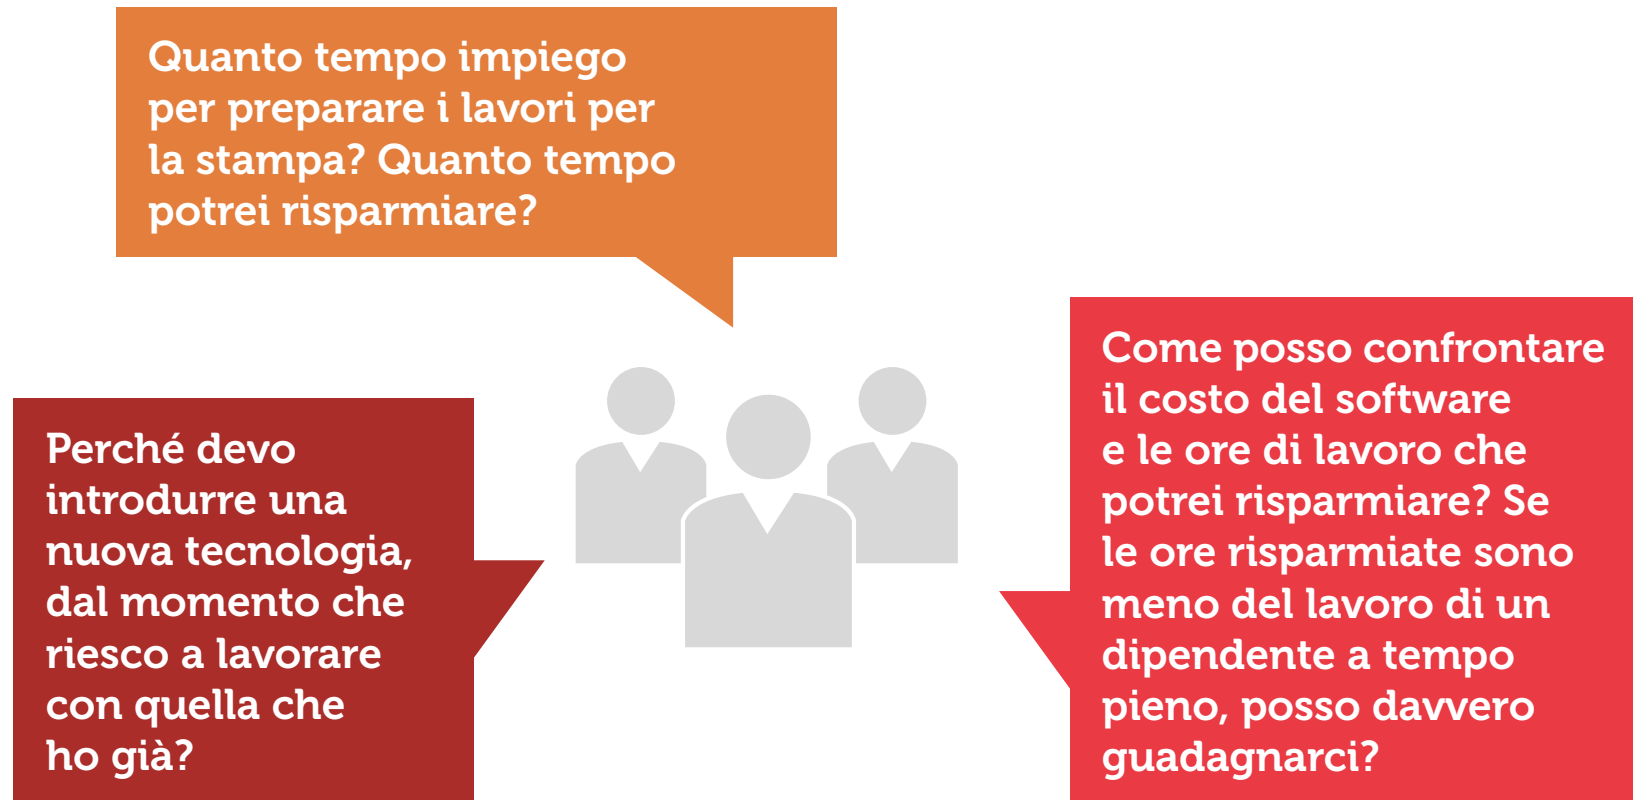 Quanto tempo impiego
per preparare i lavori per
la stampa? Quanto tempo
potrei risparmiare?
Perché devo
introdurre una
nuova tecnologia,
dal momento che
riesco a lavorare
con quella che
ho già?
Come posso confrontare
il costo del software
e le ore di lavoro che
potrei risparmiare? Se
le ore risparmiate sono
meno del lavoro di un
dipendente a tempo
pieno, posso davvero
guadagnarci?